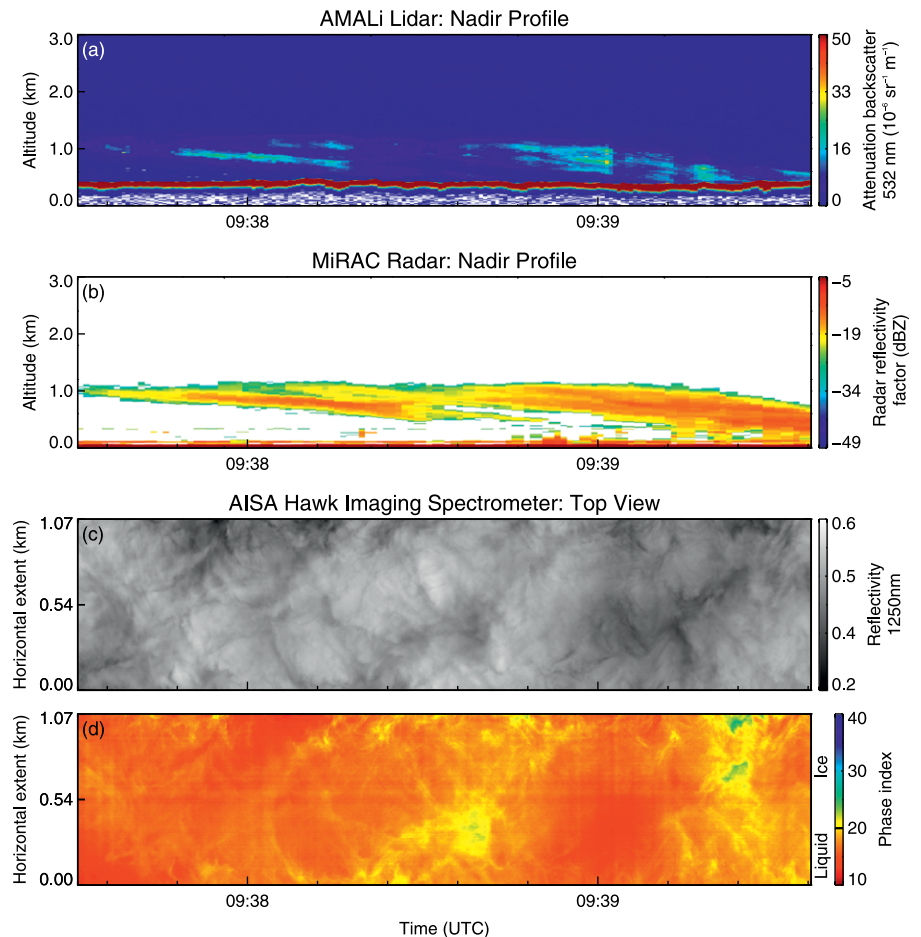 AMALi Lidar: Nadir Profile
(a)
3.0
2.0
1.0
0.0
Altitude (km)
09:38
09:39
50
33
16
0
Attenuation backscatter
532 nm (10⁻⁶ sr⁻¹ m⁻¹)
MiRAC Radar: Nadir Profile
(b)
3.0
2.0
1.0
0.0
Altitude (km)
09:38
09:39
−5
−19
−34
−49
Radar reflectivity
factor (dBZ)
AISA Hawk Imaging Spectrometer: Top View
(c)
1.07
0.54
0.00
Horizontal extent (km)
0.6
0.5
0.4
0.2
Reflectivity
1250nm
(d)
1.07
0.54
0.00
Horizontal extent (km)
09:38
09:39
Time (UTC)
Liquid
Ice
40
30
20
10
Phase index